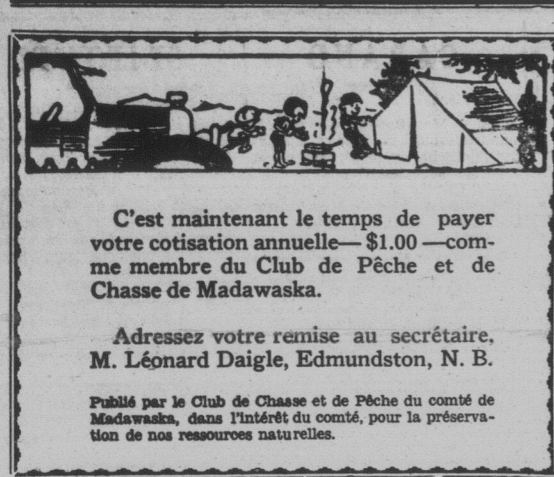 C'est maintenant le temps de payer
votre cotisation annuelle— $1.00 —com-
me membre du Club de Pêche et de
Chasse de Madawaska.
Adressez votre remise au secrétaire,
M. Léonard Daigle, Edmundston, N. B.
Publié par le Club de Chasse et de Pêche du comté de
Madawaska, dans l'intérêt du comté, pour la préserva-
tion de nos ressources naturelles.